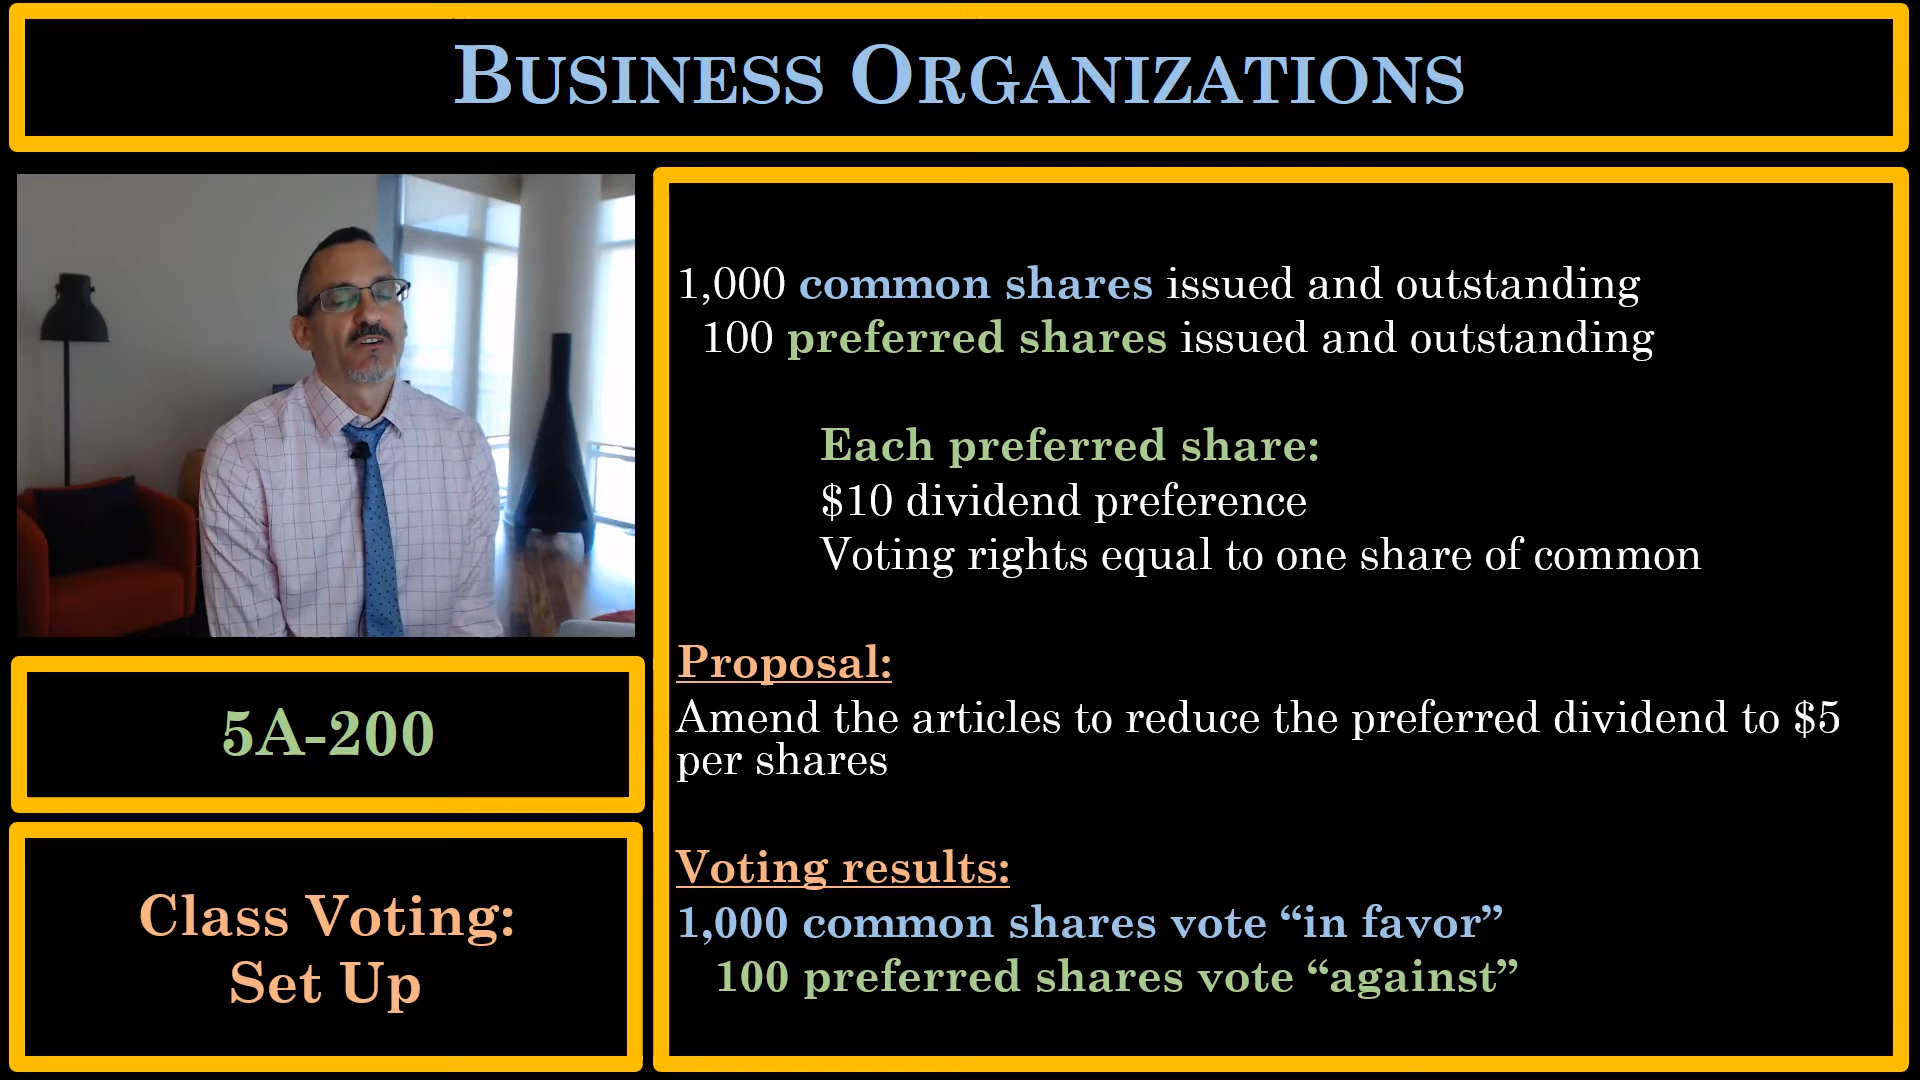 BUSINESS ORGANIZATIONS
1,000 common shares issued and outstanding
100 preferred shares issued and outstanding
Each preferred share:
$10 dividend preference
Voting rights equal to one share of common
Proposal:
Amend the articles to reduce the preferred dividend to $5
per shares
Voting results:
1,000 common shares vote “in favor”
100 preferred shares vote “against”
5A-200
Class Voting:
Set Up